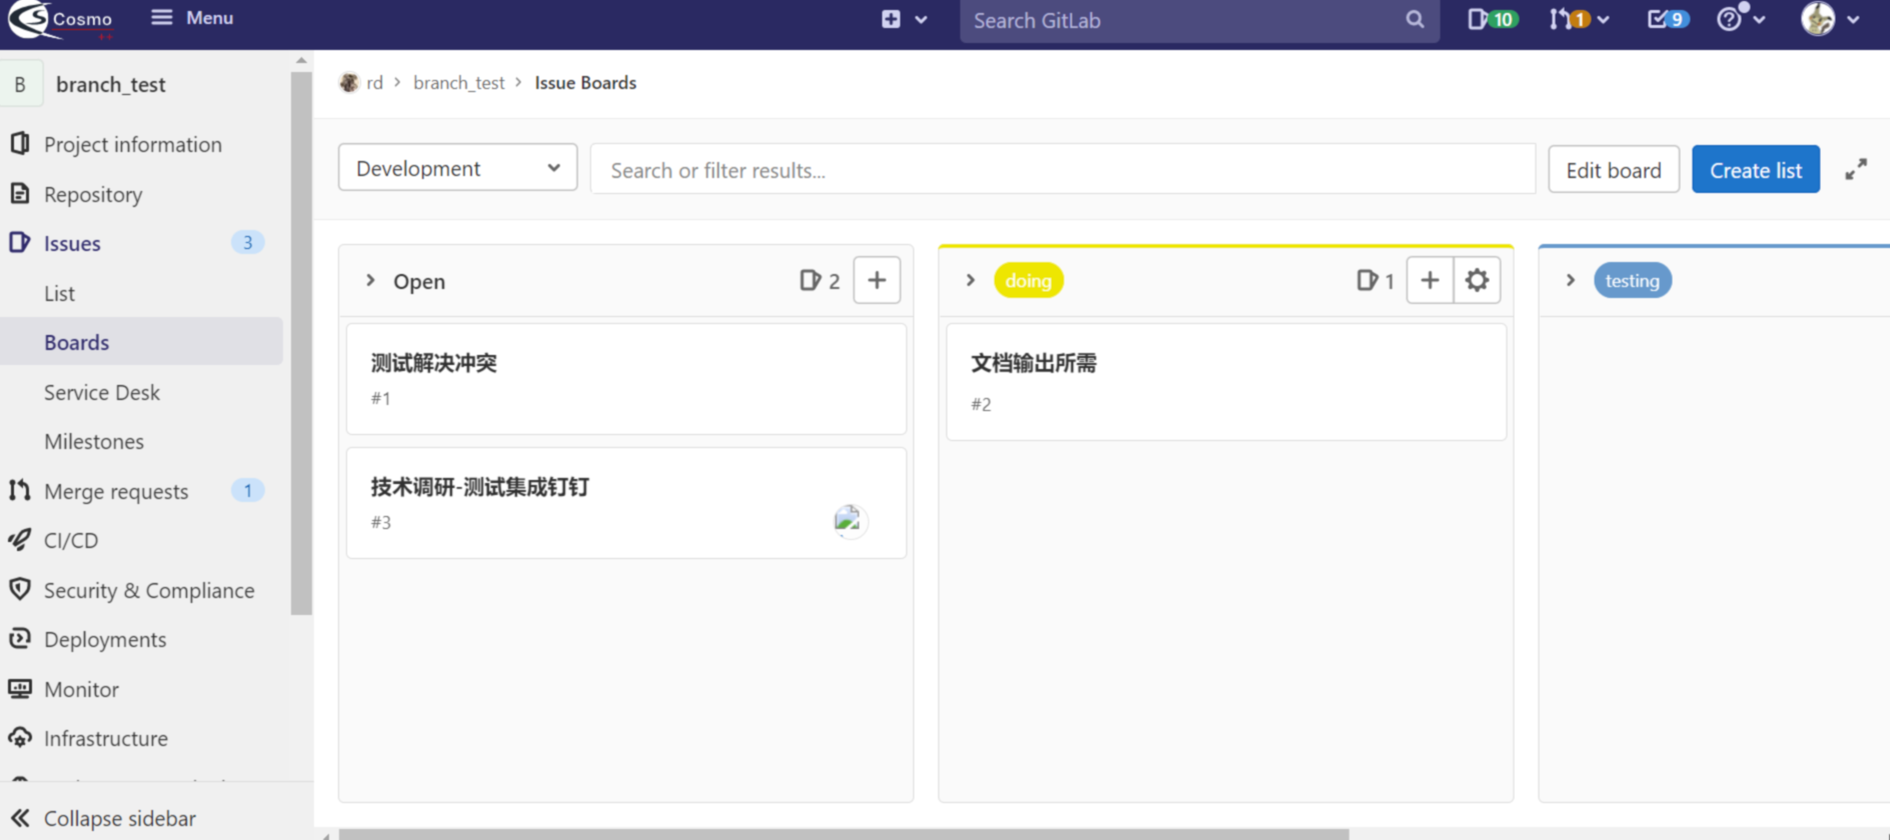 Cosmo
Menu
Search GitLab
10
1
9
B
branch_test
Project information
Repository
Issues
3
List
Boards
Service Desk
Milestones
Merge requests
1
CI/CD
Security & Compliance
Deployments
Monitor
Infrastructure
Collapse sidebar
rd > branch_test > Issue Boards
Development
Search or filter results...
Edit board
Create list
Open
2
测试解决冲突
#1
技术调研-测试集成钉钉
#3
doing
1
文档输出所需
#2
testing